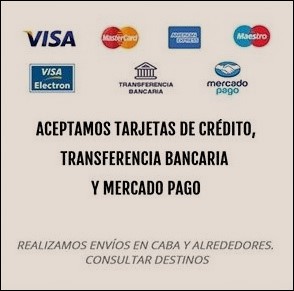 VISA
MasterCard
AMERICAN EXPRESS
Maestro
VISA
Electron
TRANSFERENCIA
BANCARIA
mercado
pago
ACEPTAMOS TARJETAS DE CRÉDITO,
TRANSFERENCIA BANCARIA
Y MERCADO PAGO
REALIZAMOS ENVÍOS EN CABA Y ALREDEDORES.
CONSULTAR DESTINOS